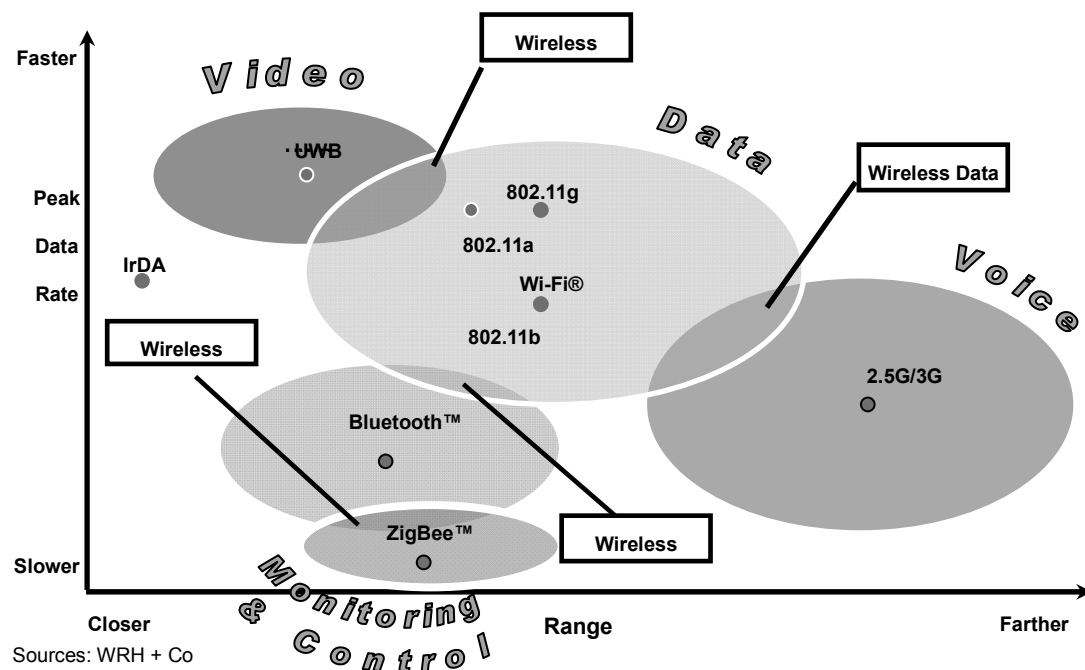 Faster
Wireless
Video
Data
· UWB
Wireless Data
Peak
Data
Rate
802.11g
802.11a
IrDA
Wi-Fi®
Voice
802.11b
Wireless
2.5G/3G
Bluetooth™
ZigBee™
Wireless
Slower
Monitoring
& Control
Closer
Range
Farther
Sources: WRH + Co